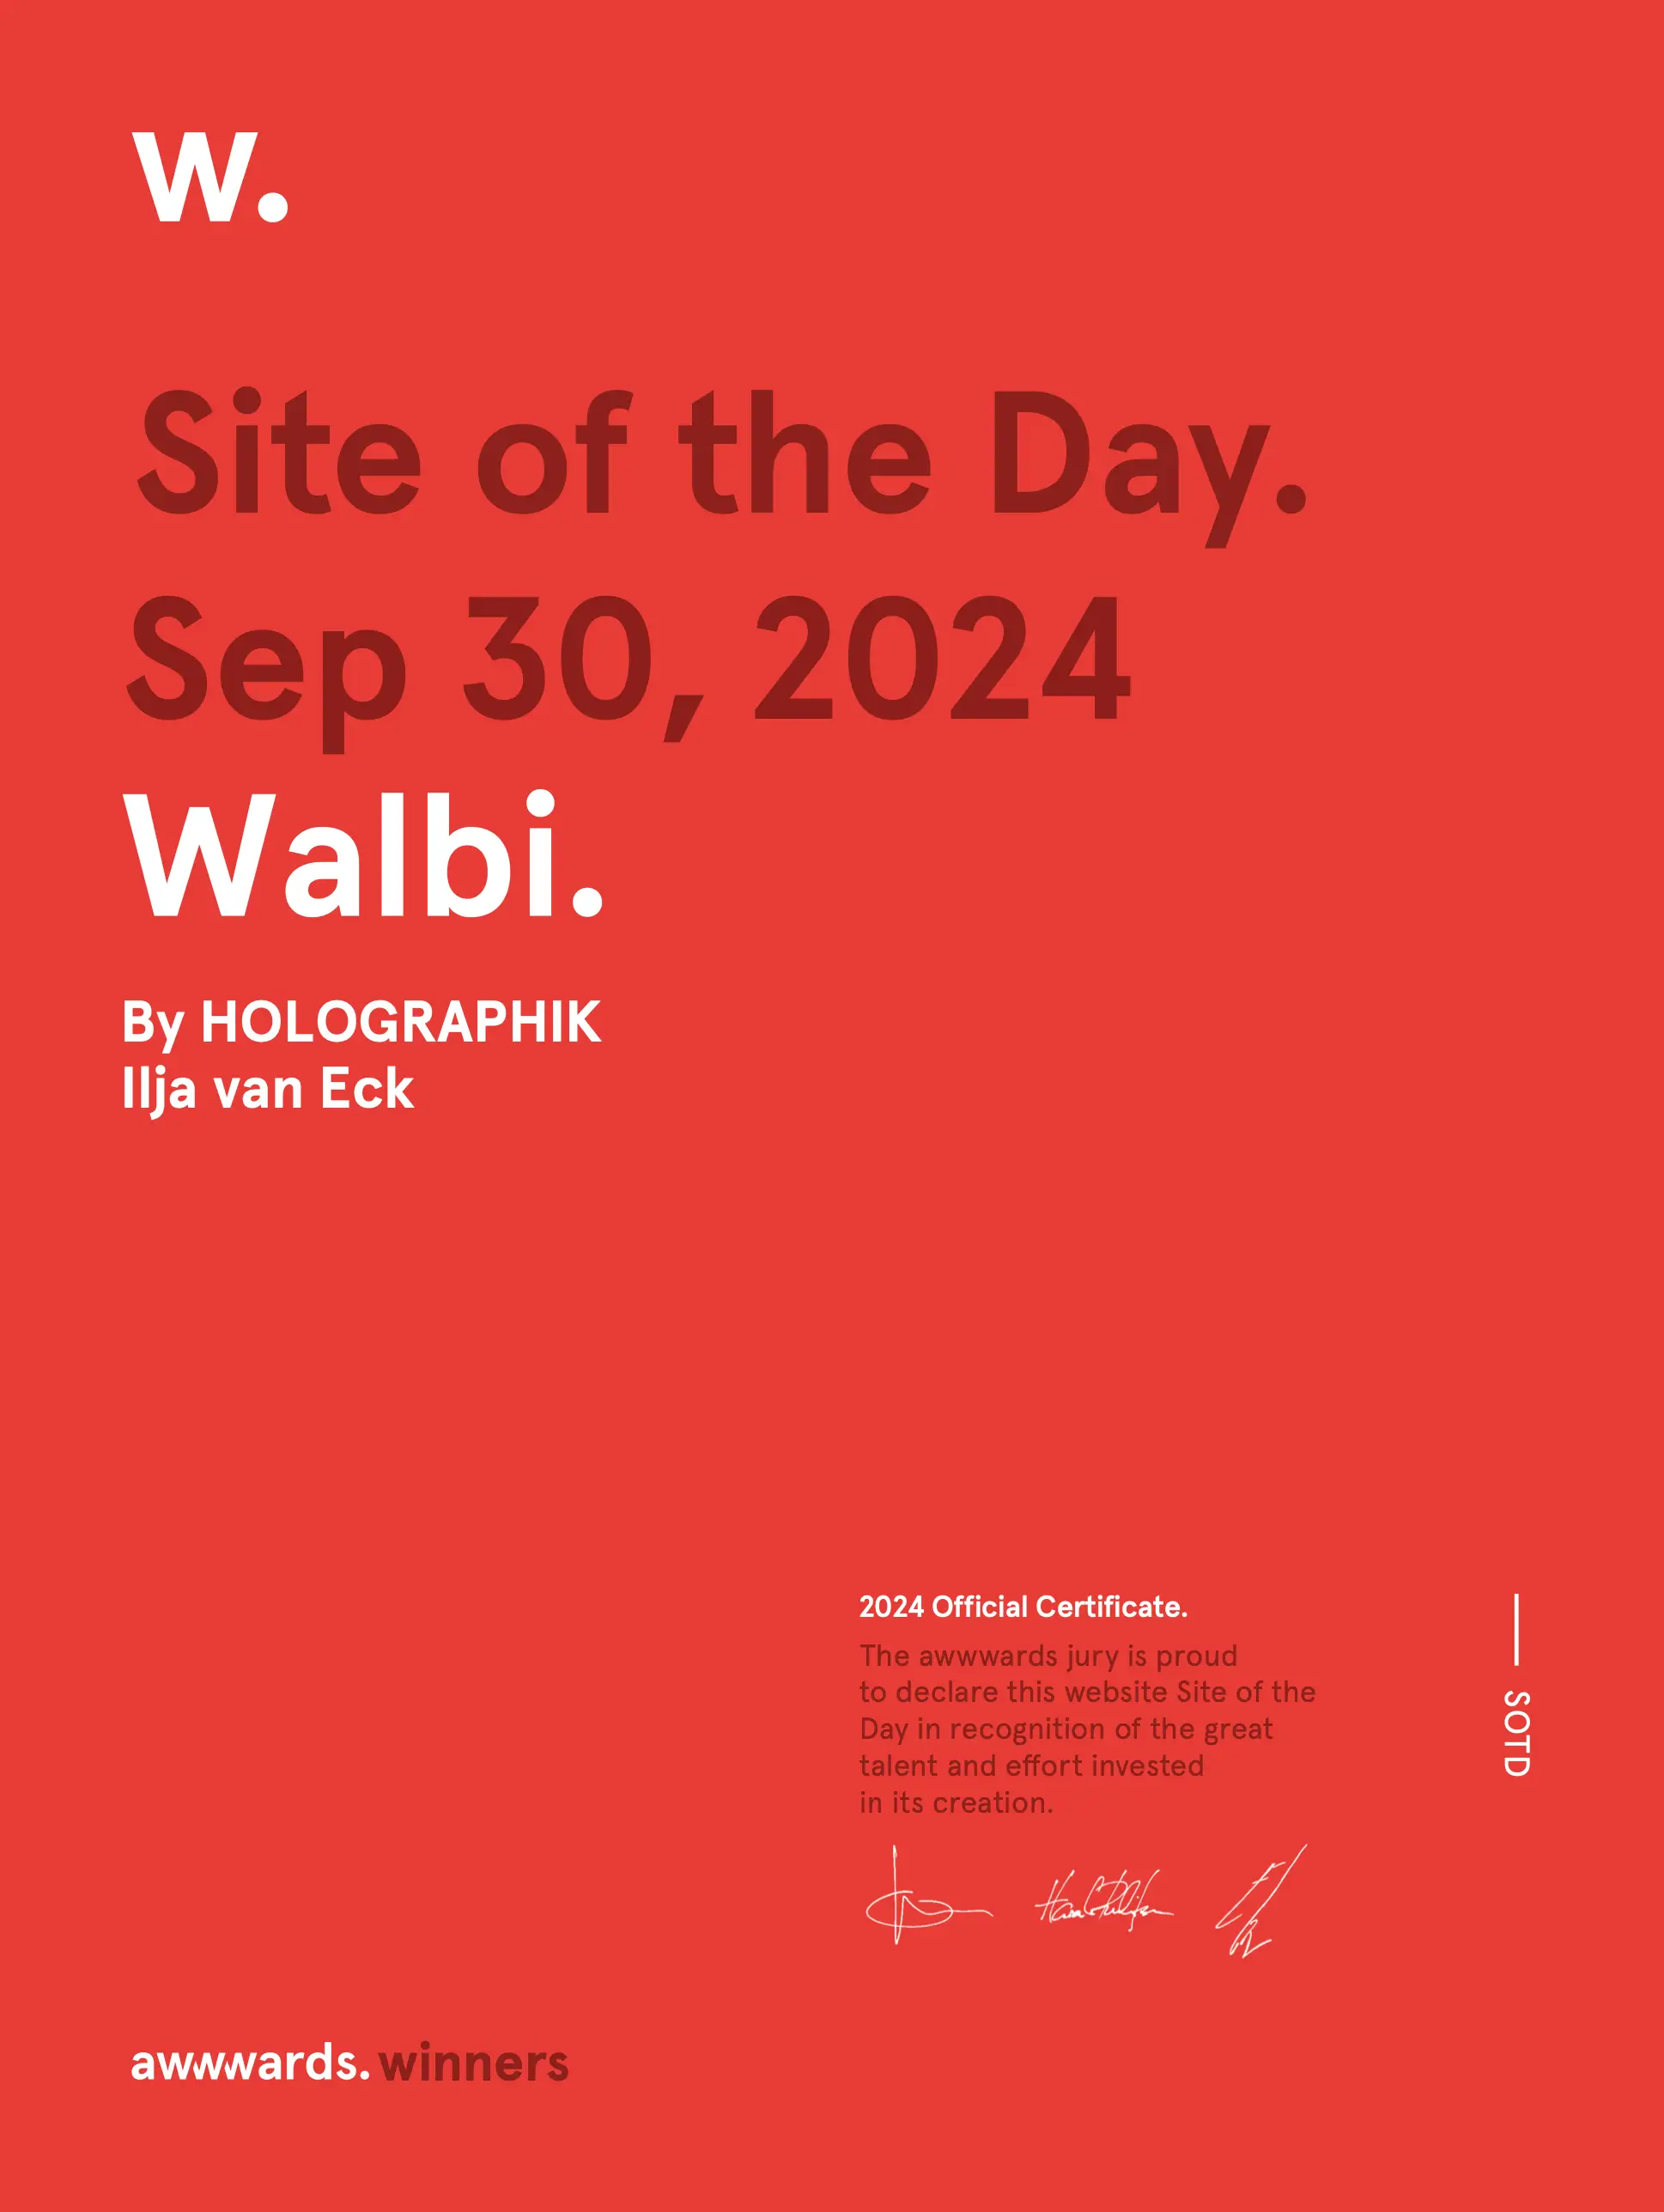 W.
Site of the Day.
Sep 30, 2024
Walbi.
By HOLOGRAPHIK
Ilja van Eck
2024 Official Certificate.
The awwwards jury is proud
to declare this website Site of the
Day in recognition of the great
talent and effort invested
in its creation.
SOTD
awwwards. winners